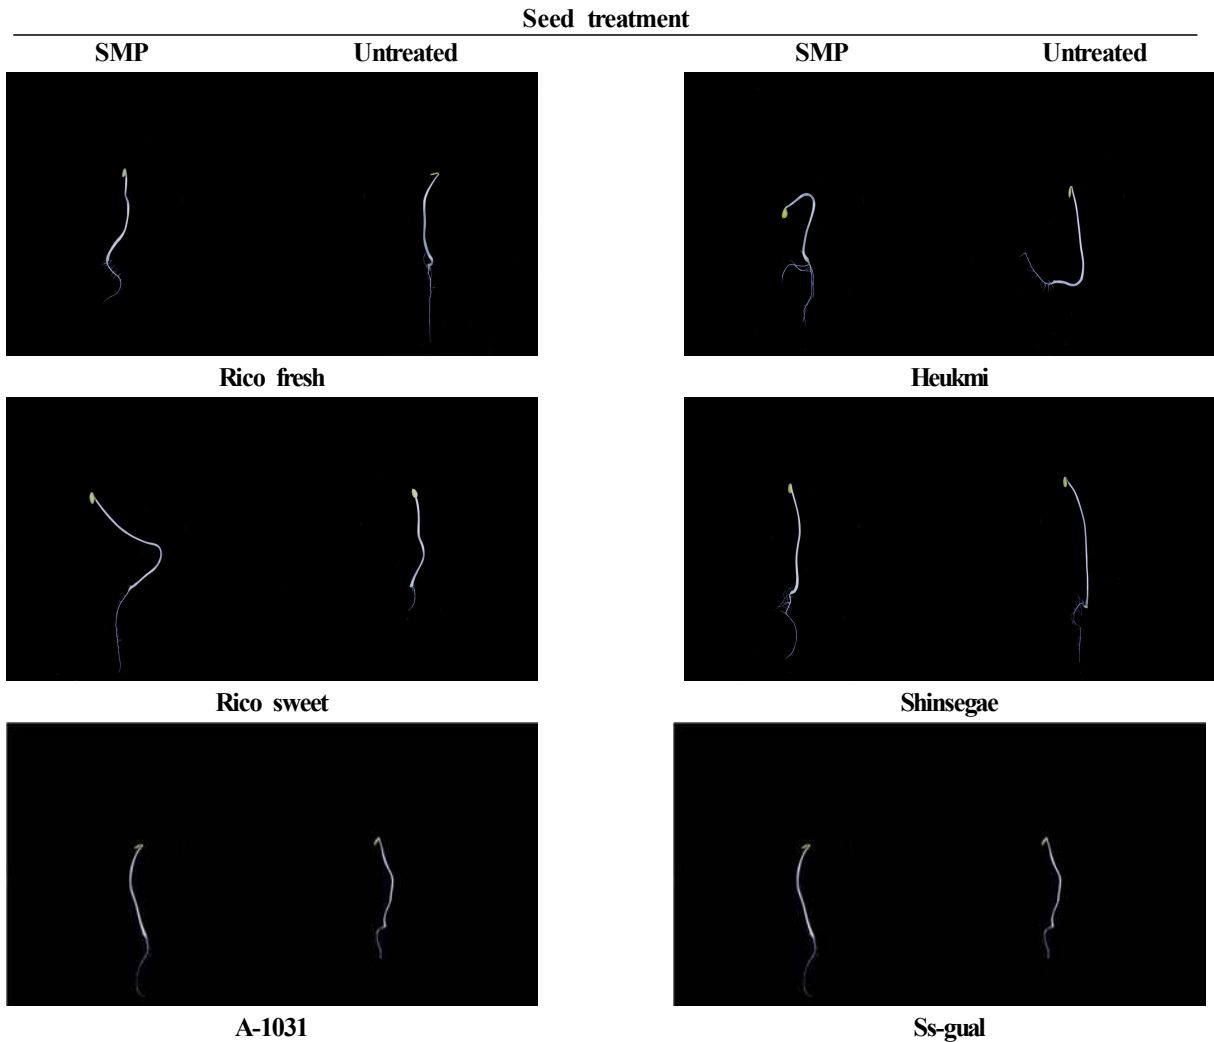 Seed treatment
SMP Untreated SMP Untreated
Rico fresh Heukmi
Rico sweet Shinsegae
A-1031 Ss-gual